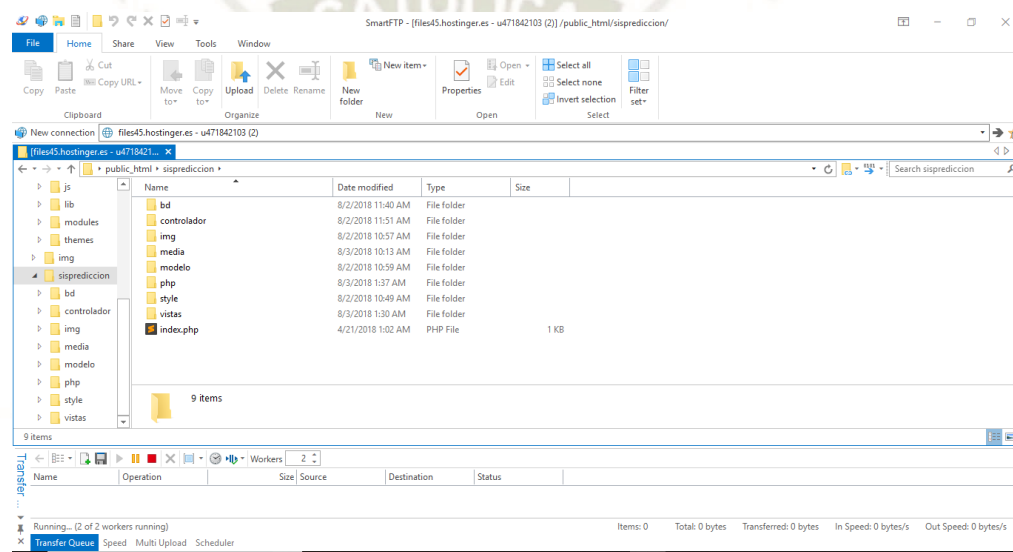 CATOLICA
SmartFTP - [files45.hostinger.es - u471842103 (2)] /public_html/sisprediccion/
File Home Share View Tools Window
Cut
Copy URL
Copy Paste
Clipboard
Move to Copy to Upload Delete Rename
Organize
New folder
New item
New
Properties
Open
Edit
Open
Select all
Select none
Invert selection
Filter set
Select
New connection files45.hostinger.es - u471842103 (2)
[files45.hostinger.es - u4718421...
public_html sisprediccion Search sisprediccion
js
lib
modules
themes
img
sisprediccion
bd
controlador
img
media
modelo
php
style
vistas
Name Date modified Type Size
bd 8/2/2018 11:40 AM File folder
controlador 8/2/2018 11:51 AM File folder
img 8/2/2018 10:57 AM File folder
media 8/3/2018 10:13 AM File folder
modelo 8/2/2018 10:59 AM File folder
php 8/3/2018 1:37 AM File folder
style 8/2/2018 10:49 AM File folder
vistas 8/3/2018 1:30 AM File folder
index.php 4/21/2018 1:02 AM PHP File 1 KB
9 items
9 items
Transfer ...
Workers 2
Name Operation Size Source Destination Status
Running... (2 of 2 workers running) Items: 0 Total: 0 bytes Transferred: 0 bytes In Speed: 0 bytes/s Out Speed: 0 bytes/s
Transfer Queue Speed Multi Upload Scheduler